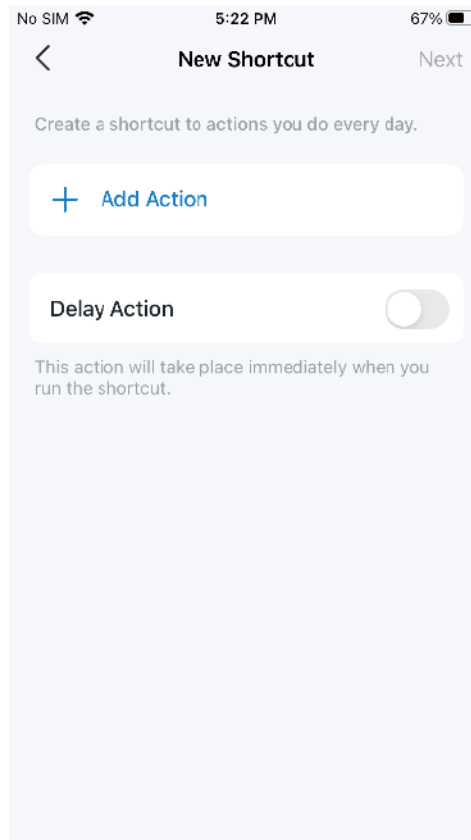 No SIM 5:22 PM 67%
New Shortcut Next
Create a shortcut to actions you do every day.
Add Action
Delay Action
This action will take place immediately when you
run the shortcut.